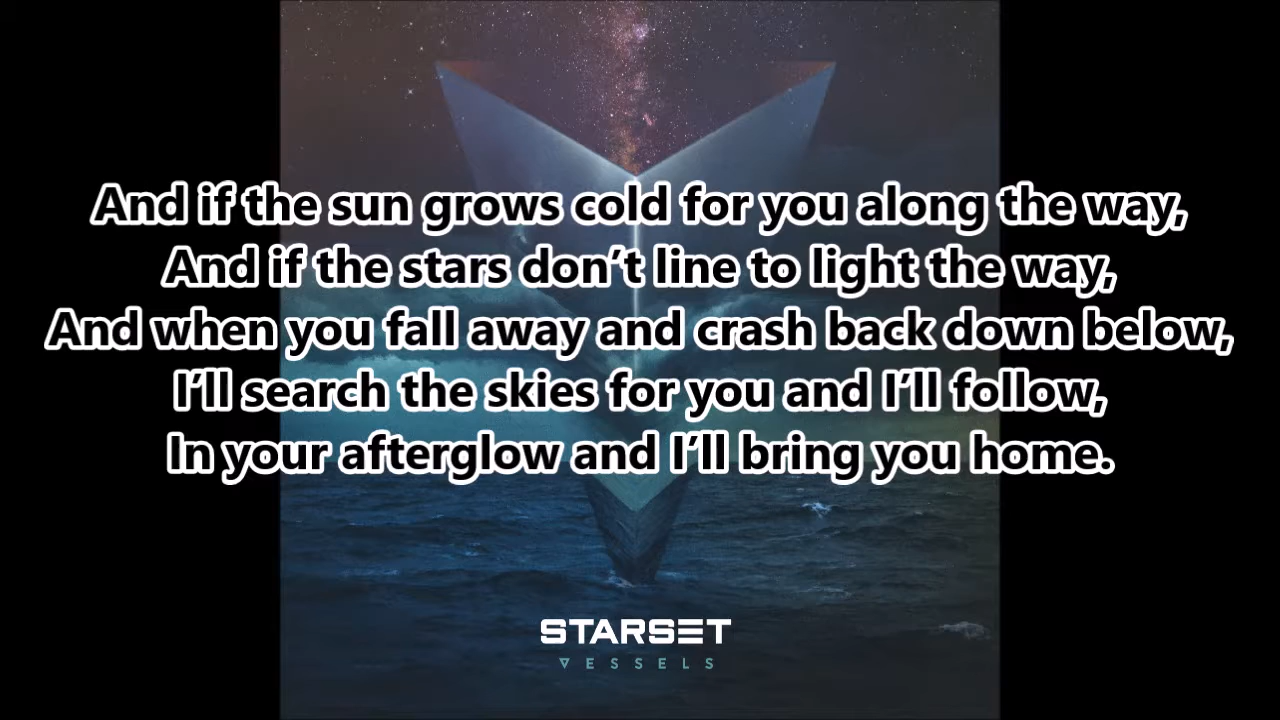 And if the sun grows cold for you along the way,
And if the stars don’t line to light the way,
And when you fall away and crash back down below,
I’ll search the skies for you and I’ll follow,
In your afterglow and I’ll bring you home.
STARSET
VESSELS